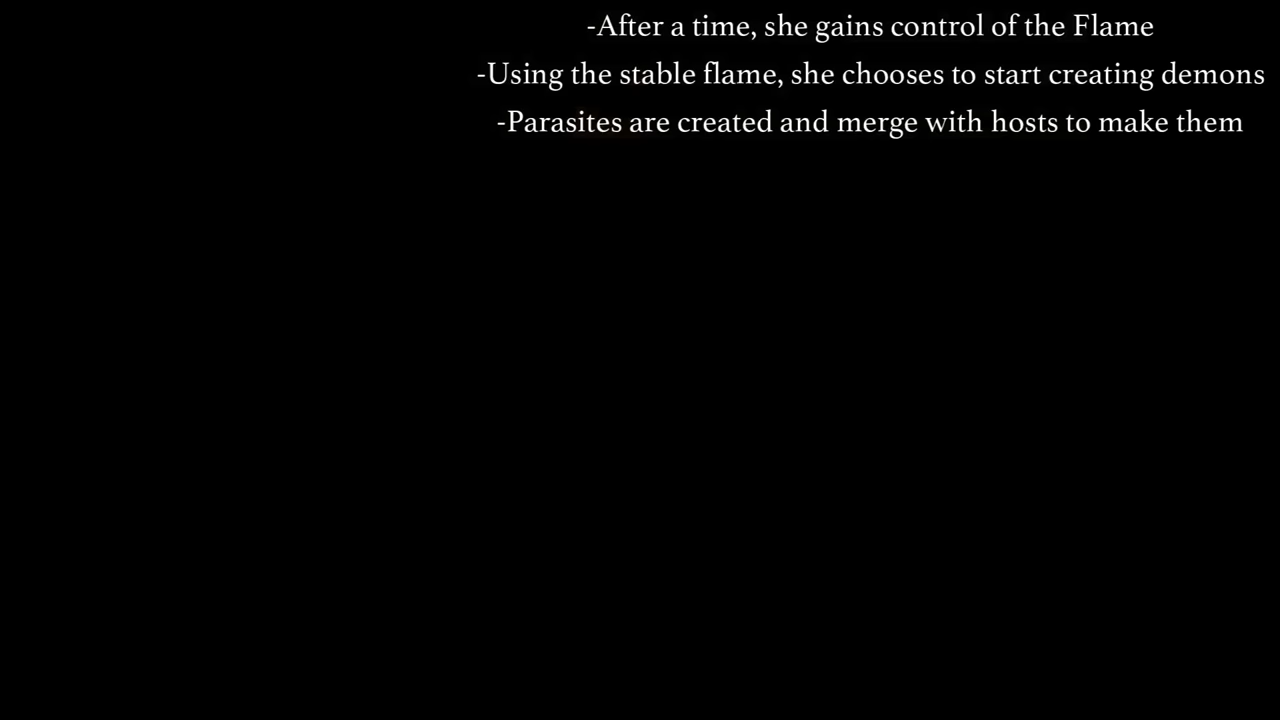 -After a time, she gains control of the Flame
-Using the stable flame, she chooses to start creating demons
-Parasites are created and merge with hosts to make them